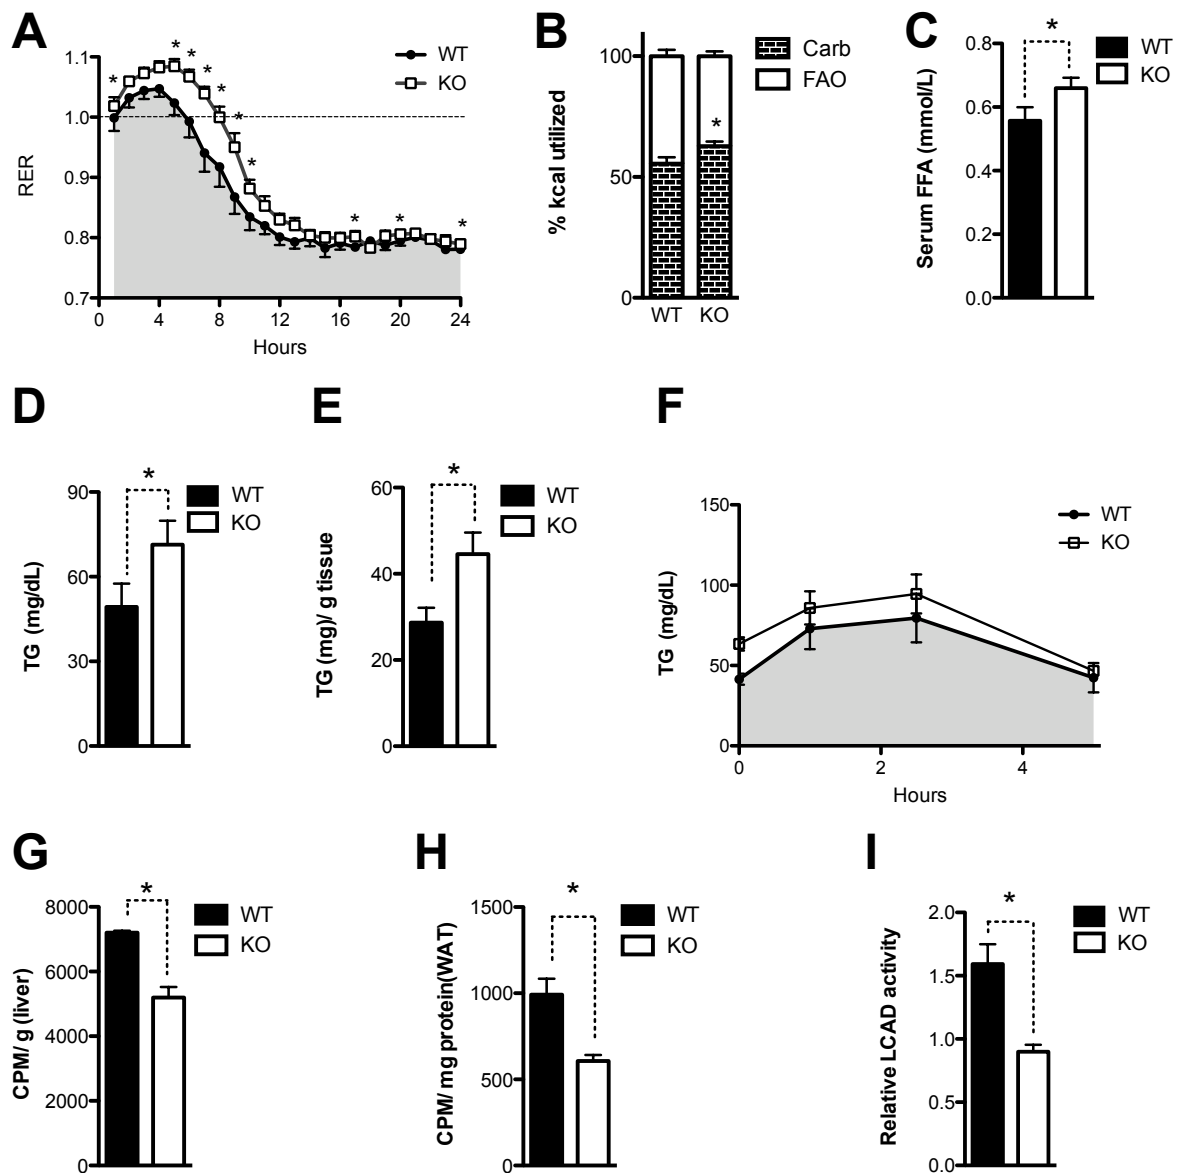 A
*
*
*
*
*
*
*
*
*
*
*
WT
KO
1.1
1.0
0.9
0.8
0.7
RER
0
4
8
12
16
20
24
Hours
B
Carb
FAO
100
50
0
% kcal utilized
*
WT
KO
C
*
WT
KO
0.8
0.6
0.4
0.2
0.0
Serum FFA (mmol/L)
D
*
WT
KO
90
60
30
0
TG (mg/dL)
E
*
WT
KO
60
40
20
0
TG (mg)/ g tissue
F
WT
KO
150
100
50
0
TG (mg/dL)
0
2
4
Hours
G
*
WT
KO
8000
6000
4000
2000
0
CPM/ g (liver)
H
*
WT
KO
1500
1000
500
0
CPM/ mg protein(WAT)
I
*
WT
KO
2.0
1.5
1.0
0.5
0.0
Relative LCAD activity